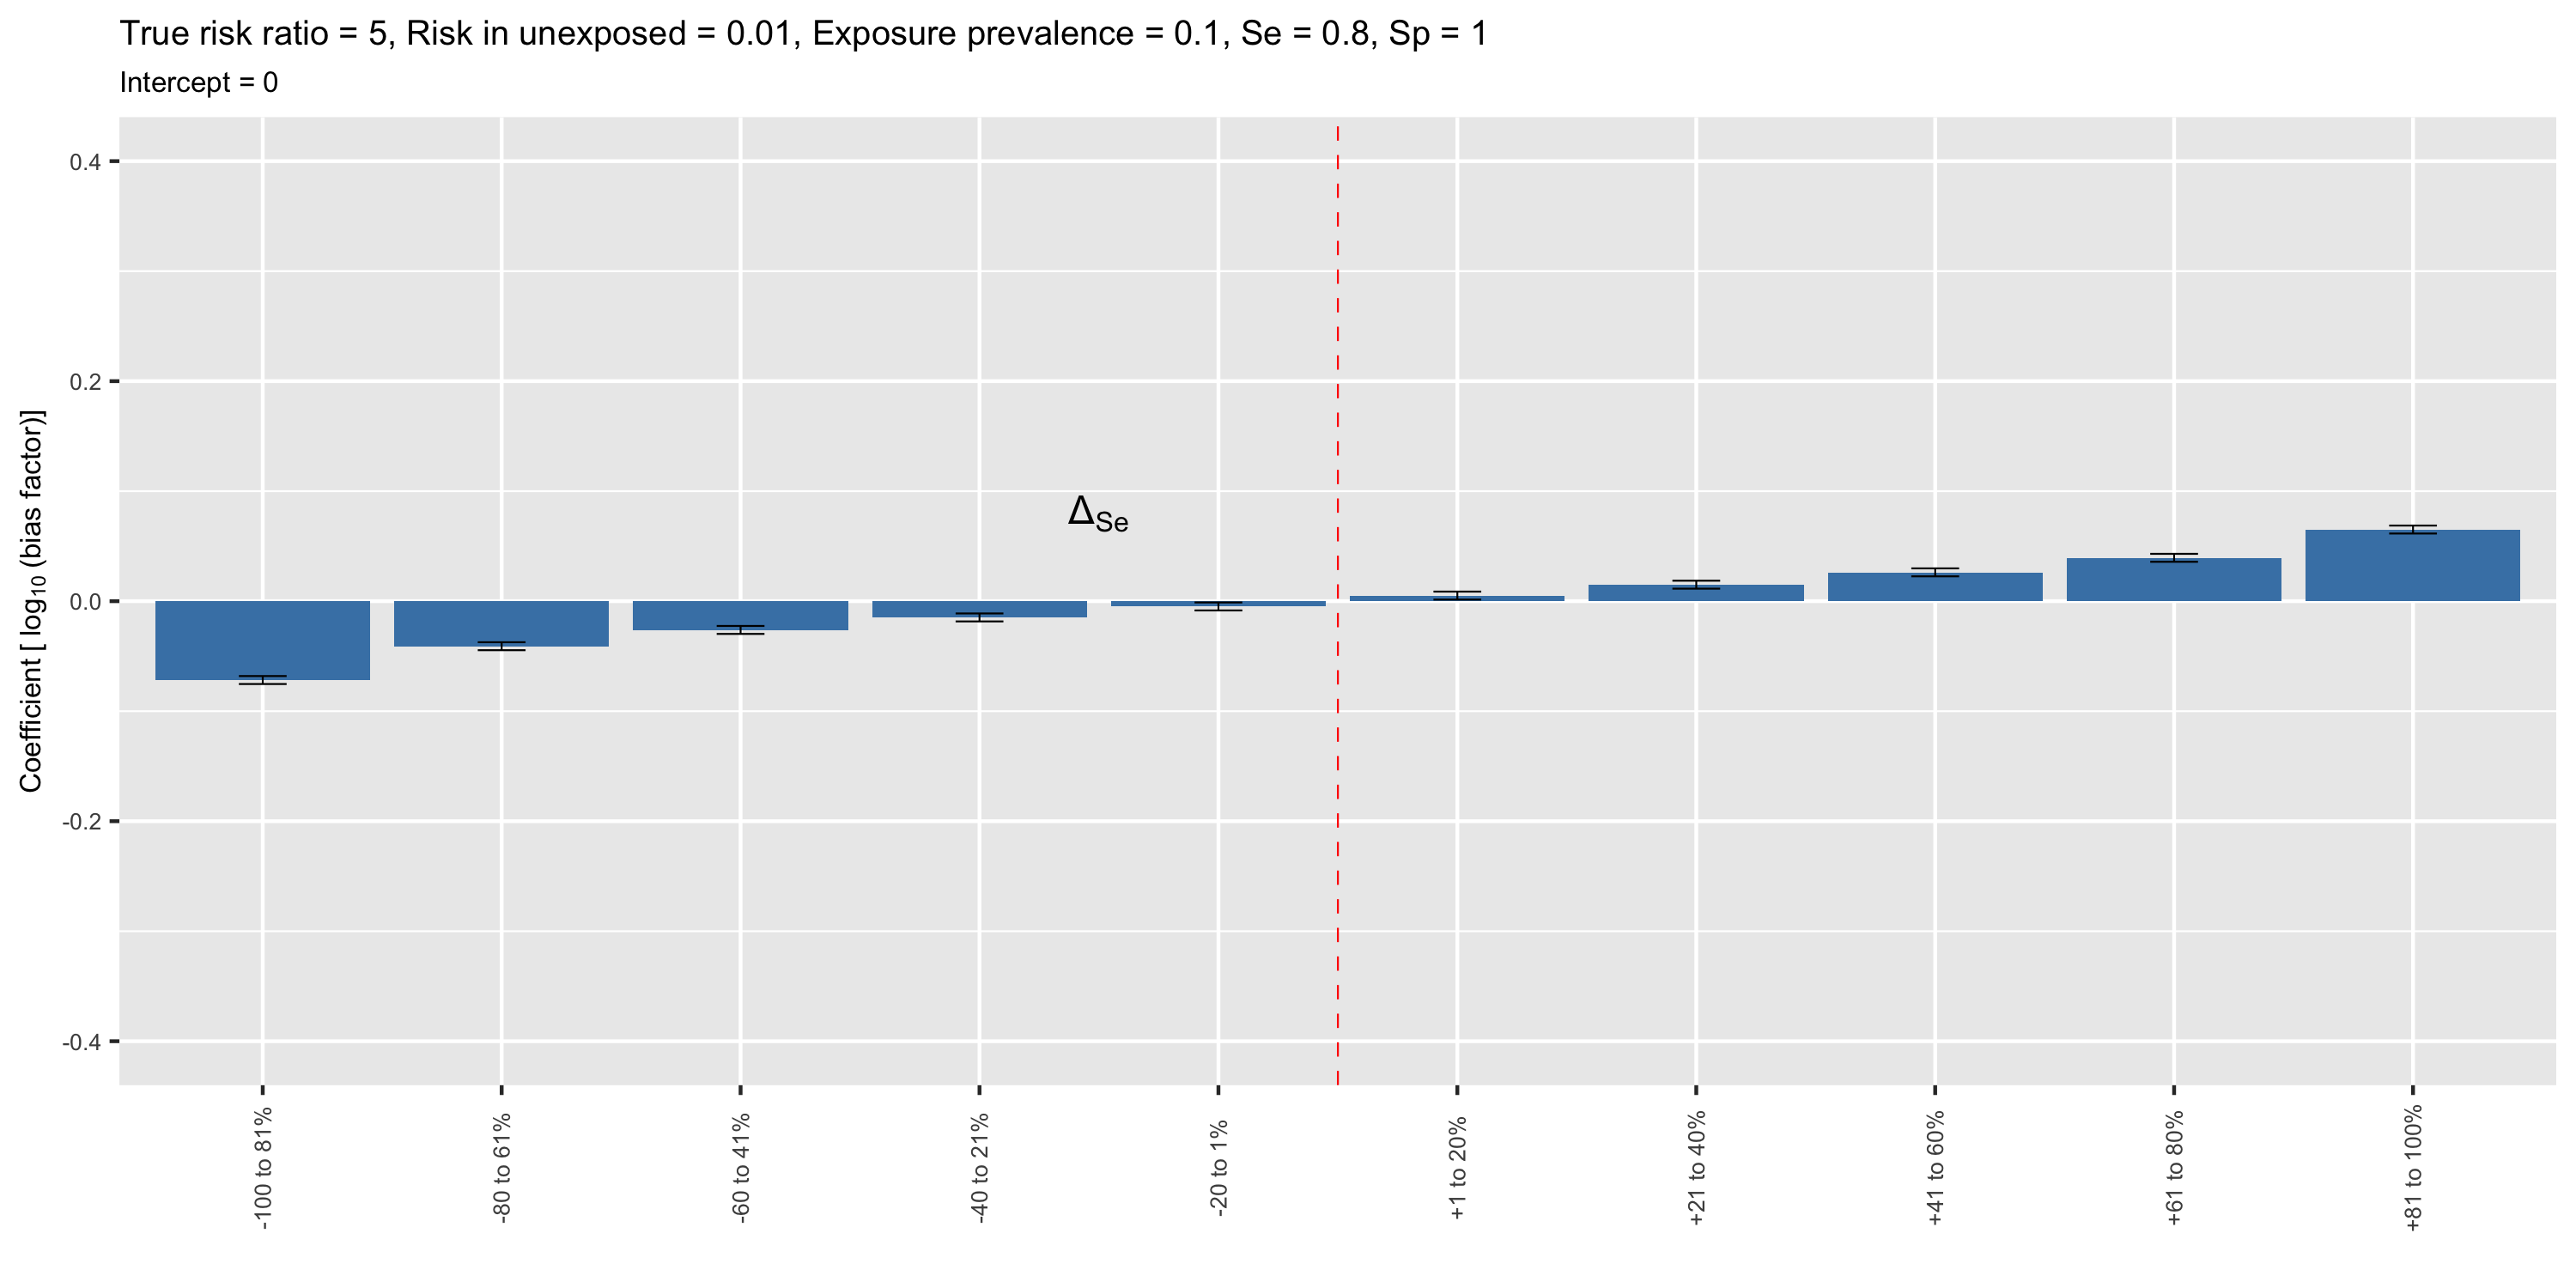 True risk ratio = 5, Risk in unexposed = 0.01, Exposure prevalence = 0.1, Se = 0.8, Sp = 1
Intercept = 0
Coefficient [ log₁₀ (bias factor)]
0.4
0.2
0.0
-0.2
-0.4
Δ_Se
-100 to 81%
-80 to 61%
-60 to 41%
-40 to 21%
-20 to 1%
+1 to 20%
+21 to 40%
+41 to 60%
+61 to 80%
+81 to 100%